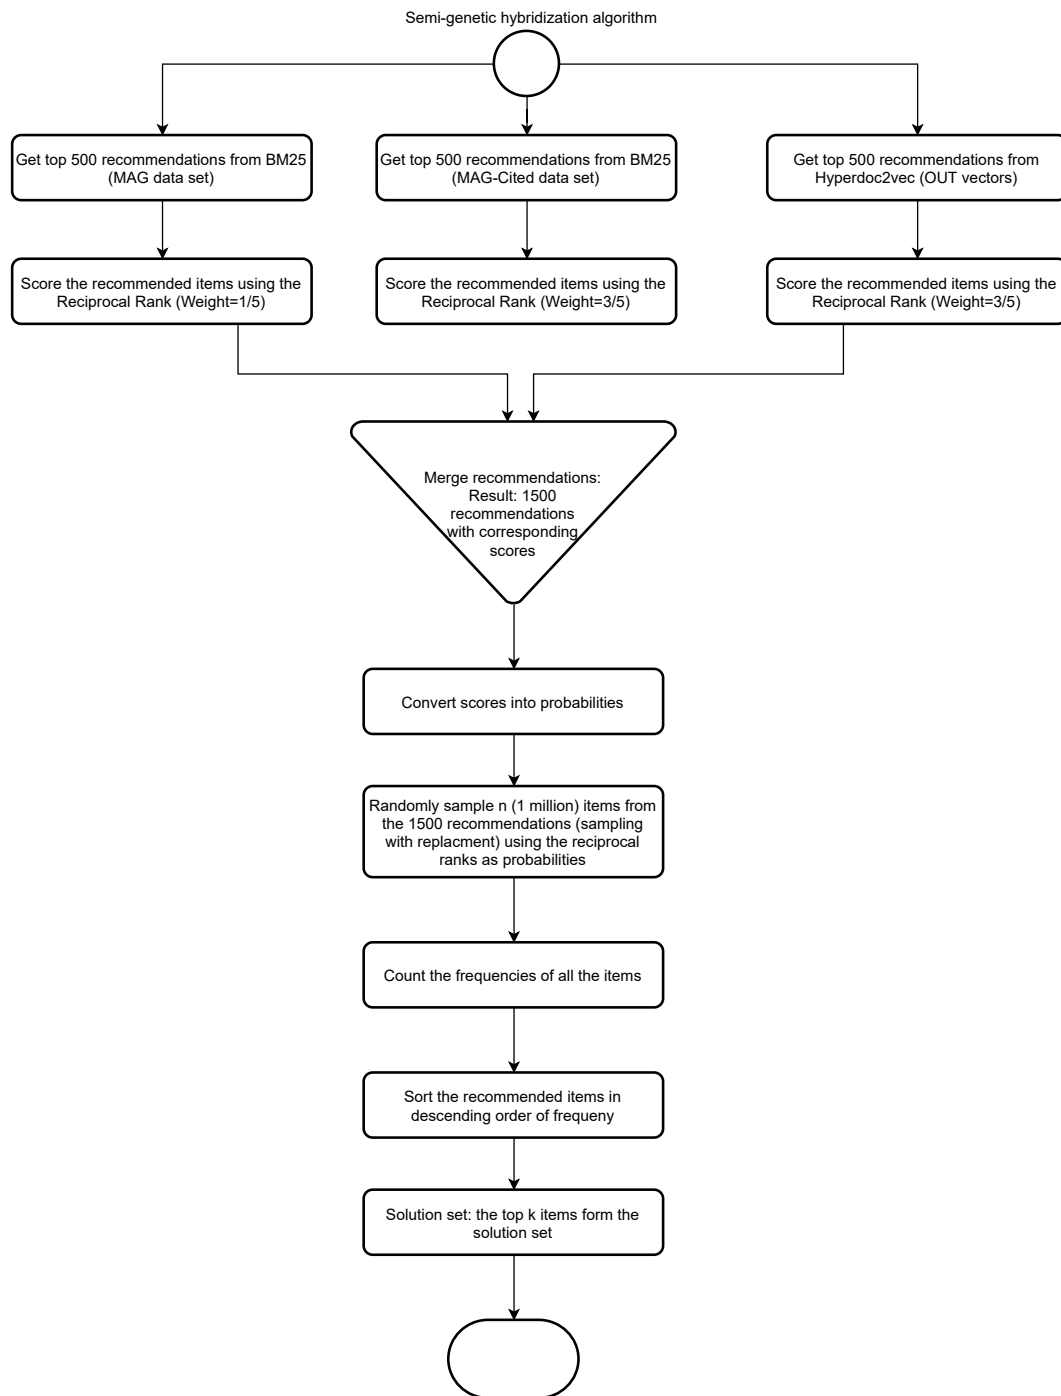 Semi-genetic hybridization algorithm
Get top 500 recommendations from BM25
(MAG data set)
Get top 500 recommendations from BM25
(MAG-Cited data set)
Get top 500 recommendations from
Hyperdoc2vec (OUT vectors)
Score the recommended items using the
Reciprocal Rank (Weight=1/5)
Score the recommended items using the
Reciprocal Rank (Weight=3/5)
Score the recommended items using the
Reciprocal Rank (Weight=3/5)
Merge recommendations:
Result: 1500
recommendations
with corresponding
scores
Convert scores into probabilities
Randomly sample n (1 million) items from
the 1500 recommendations (sampling
with replacment) using the reciprocal
ranks as probabilities
Count the frequencies of all the items
Sort the recommended items in
descending order of frequeny
Solution set: the top k items form the
solution set